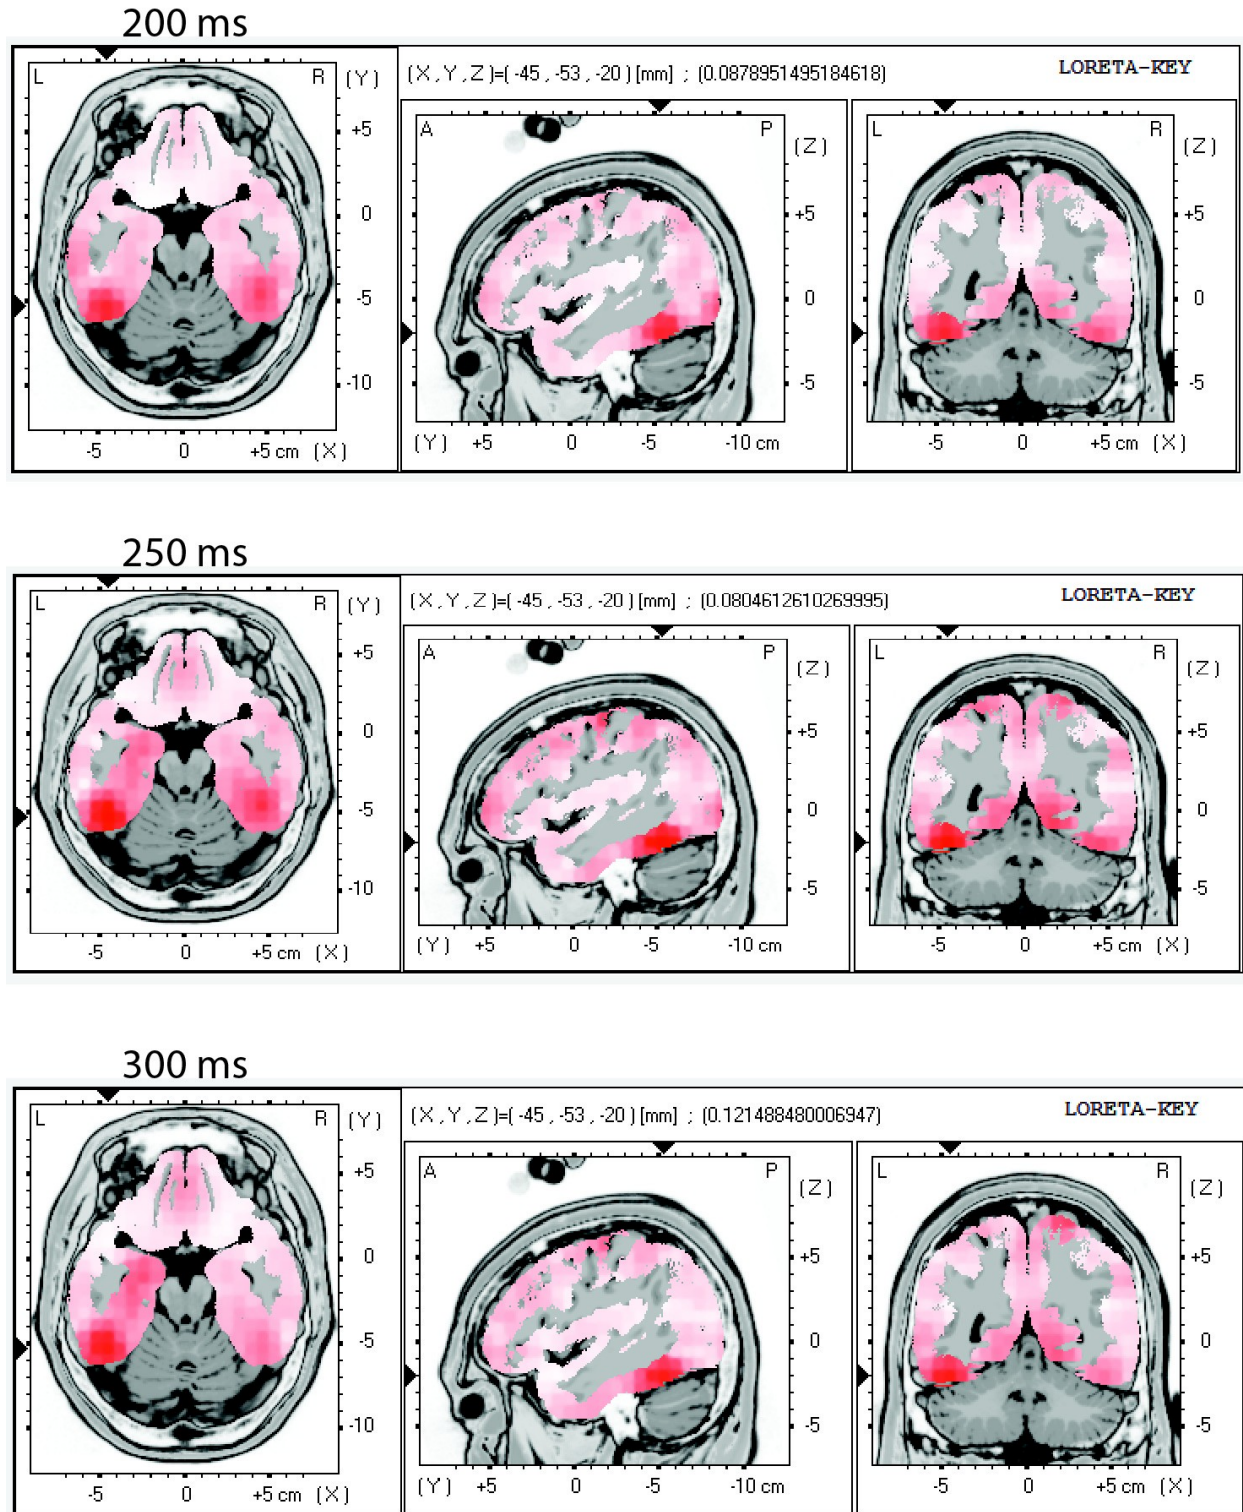 200 ms
L R (Y)
+5
0
-5
-10
-5 0 +5 cm (X)
(X,Y,Z)=(-45,-53,-20)[mm] ; (0.0878951495184618)
LORETA-KEY
A P (Z)
+5
0
-5
(Y) +5 0 -5 -10 cm
L R (Z)
+5
0
-5
-5 0 +5 cm (X)
250 ms
L R (Y)
+5
0
-5
-10
-5 0 +5 cm (X)
(X,Y,Z)=(-45,-53,-20)[mm] ; (0.0804612610269995)
LORETA-KEY
A P (Z)
+5
0
-5
(Y) +5 0 -5 -10 cm
L R (Z)
+5
0
-5
-5 0 +5 cm (X)
300 ms
L R (Y)
+5
0
-5
-10
-5 0 +5 cm (X)
(X,Y,Z)=(-45,-53,-20)[mm] ; (0.121488480006947)
LORETA-KEY
A P (Z)
+5
0
-5
(Y) +5 0 -5 -10 cm
L R (Z)
+5
0
-5
-5 0 +5 cm (X)